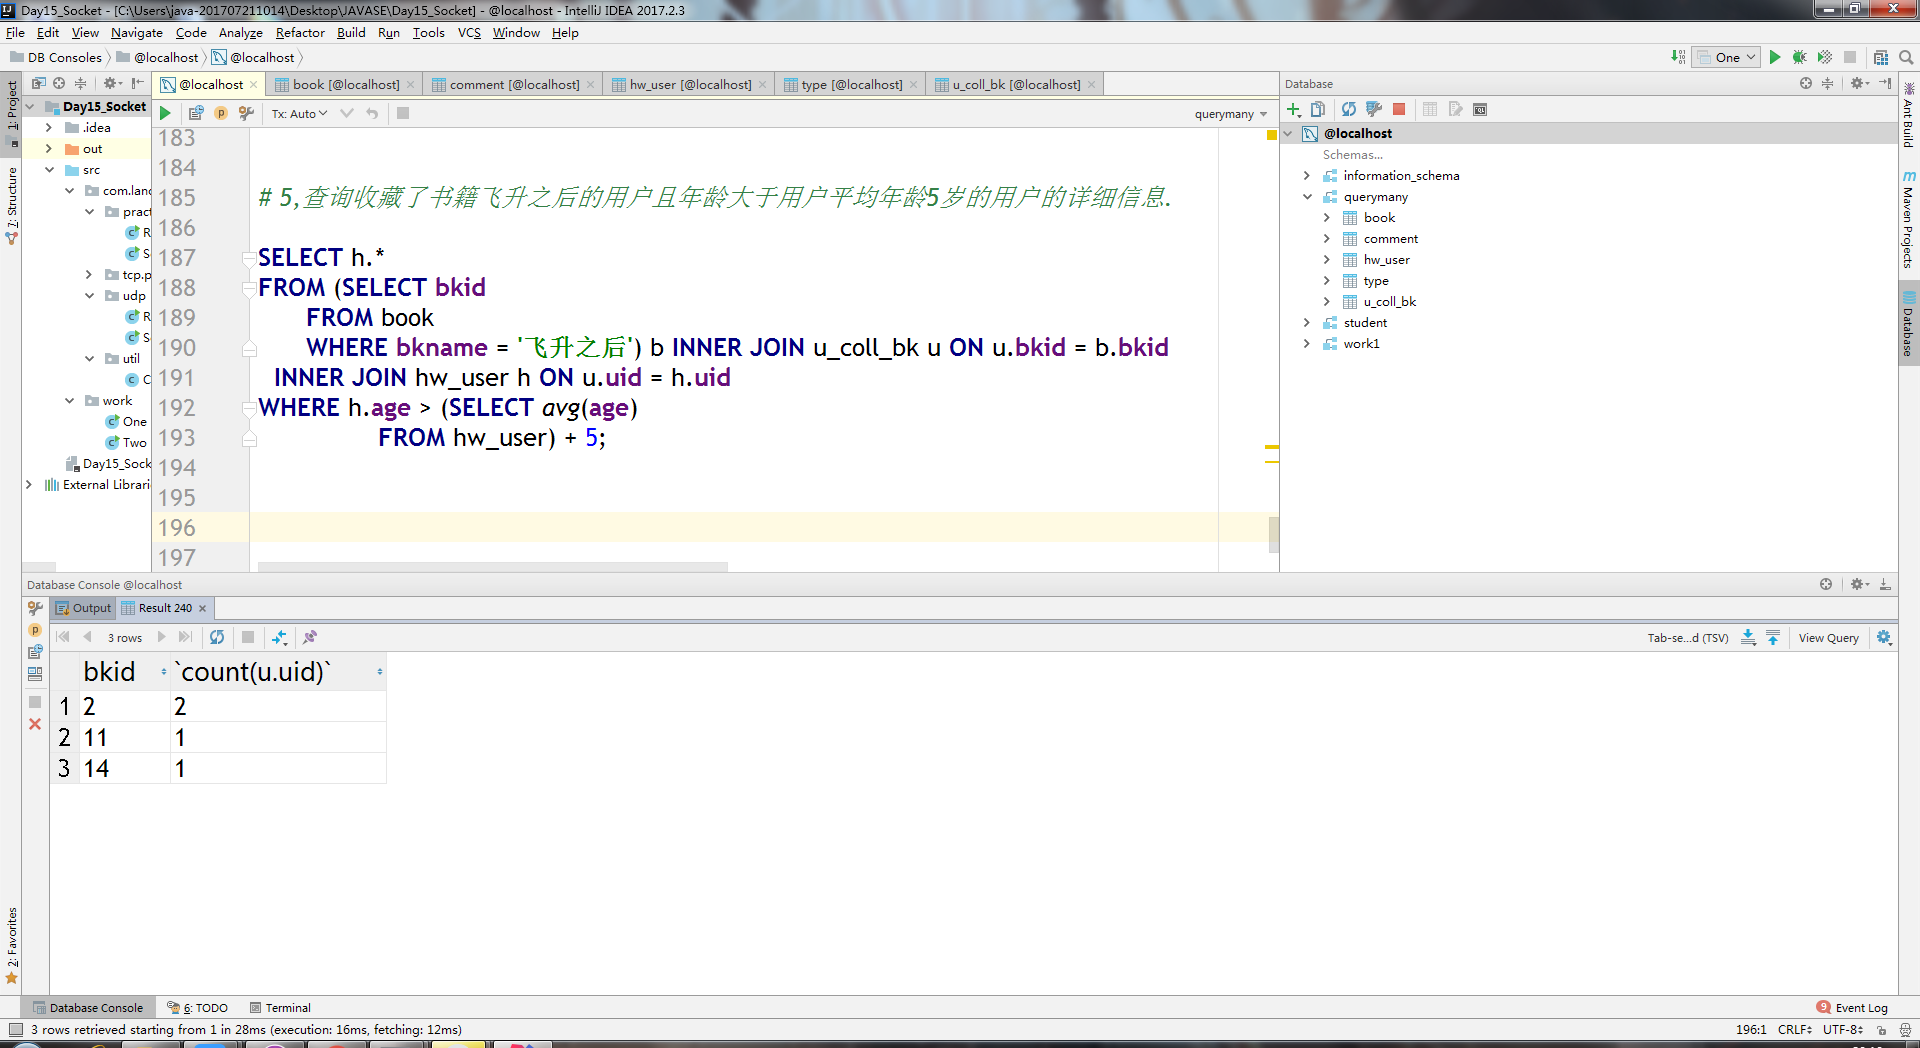 Day15_Socket - [C:\Users\java-201707211014\Desktop\JAVASE\Day15_Socket] - @localhost - IntelliJ IDEA 2017.2.3
File Edit View Navigate Code Analyze Refactor Build Run Tools VCS Window Help
DB Consoles @localhost @localhost
One
1: Project
7: Structure
2: Favorites
Day15_Socket
.idea
out
src
com.lan
pract
R
S
tcp.p
udp
R
S
util
C
work
One
Two
Day15_Sock
External Librari
@localhost book [@localhost] comment [@localhost] hw_user [@localhost] type [@localhost] u_coll_bk [@localhost]
Tx: Auto querymany
183
184
185 # 5,查询收藏了书籍飞升之后的用户且年龄大于用户平均年龄5岁的用户的详细信息.
186
187 SELECT h.*
188 FROM (SELECT bkid
189 FROM book
190 WHERE bkname = '飞升之后') b INNER JOIN u_coll_bk u ON u.bkid = b.bkid
191 INNER JOIN hw_user h ON u.uid = h.uid
192 WHERE h.age > (SELECT avg(age)
193 FROM hw_user) + 5;
194
195
196
197
Database
@localhost
Schemas...
information_schema
querymany
book
comment
hw_user
type
u_coll_bk
student
work1
Ant Build
Maven Projects
Database
Database Console @localhost
Output Result 240
3 rows Tab-se...d (TSV) View Query
bkid `count(u.uid)`
1 2 2
2 11 1
3 14 1
Database Console 6: TODO Terminal 9 Event Log
3 rows retrieved starting from 1 in 28ms (execution: 16ms, fetching: 12ms) 196:1 CRLF UTF-8